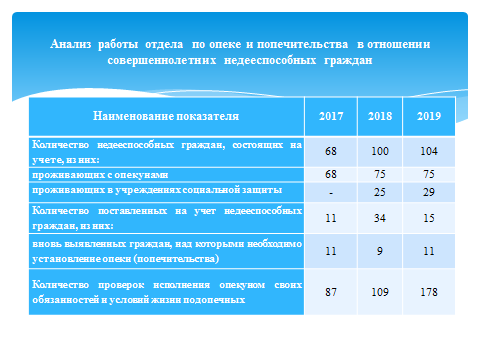 Анализ работы отдела по опеке и попечительства в отношении
совершеннолетних недееспособных граждан
Наименование показателя 2017 2018 2019
Количество недееспособных граждан, состоящих на
учете, из них: 68 100 104
проживающих с опекунами 68 75 75
проживающих в учреждениях социальной защиты - 25 29
Количество поставленных на учет недееспособных
граждан, из них: 11 34 15
вновь выявленных граждан, над которыми необходимо
установление опеки (попечительства) 11 9 11
Количество проверок исполнения опекуном своих
обязанностей и условий жизни подопечных 87 109 178